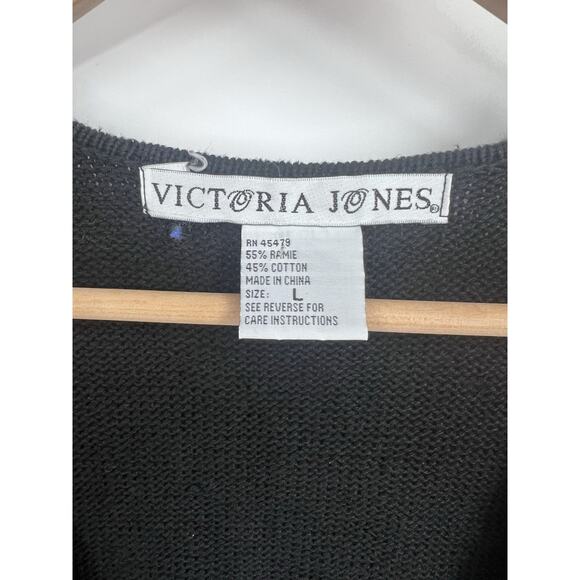 VICTORIA JONES®
RN 45479
55% RAMIE
45% COTTON
MADE IN CHINA
SIZE: L
SEE REVERSE FOR
CARE INSTRUCTIONS